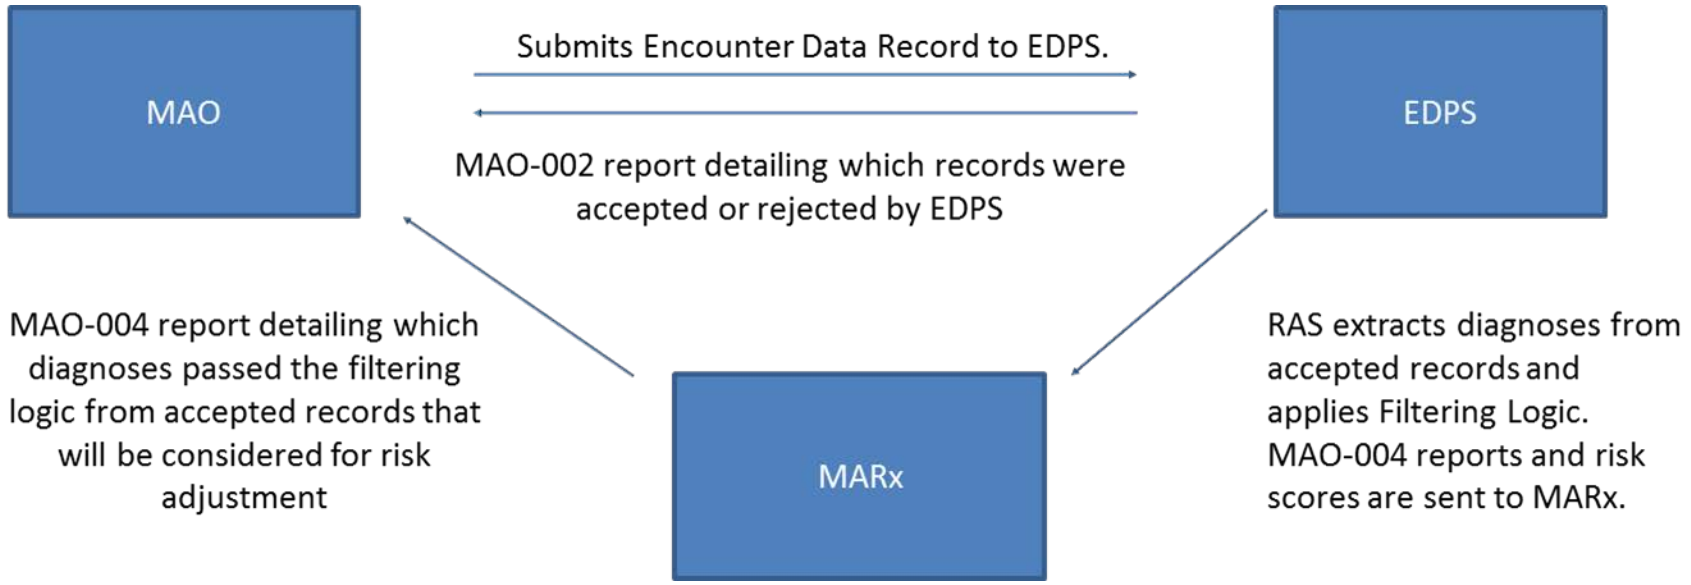 MAO
Submits Encounter Data Record to EDPS.
MAO-002 report detailing which records were
accepted or rejected by EDPS
EDPS
MAO-004 report detailing which
diagnoses passed the filtering
logic from accepted records that
will be considered for risk
adjustment
MARx
RAS extracts diagnoses from
accepted records and
applies Filtering Logic.
MAO-004 reports and risk
scores are sent to MARx.